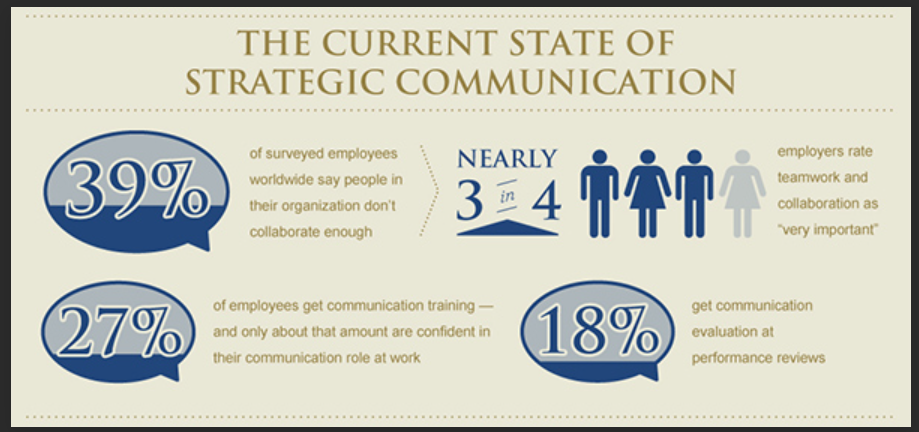 THE CURRENT STATE OF
STRATEGIC COMMUNICATION
39%
of surveyed employees
worldwide say people in
their organization don't
collaborate enough
NEARLY
3 in 4
employers rate
teamwork and
collaboration as
“very important”
27%
of employees get communication training —
and only about that amount are confident in
their communication role at work
18%
get communication
evaluation at
performance reviews